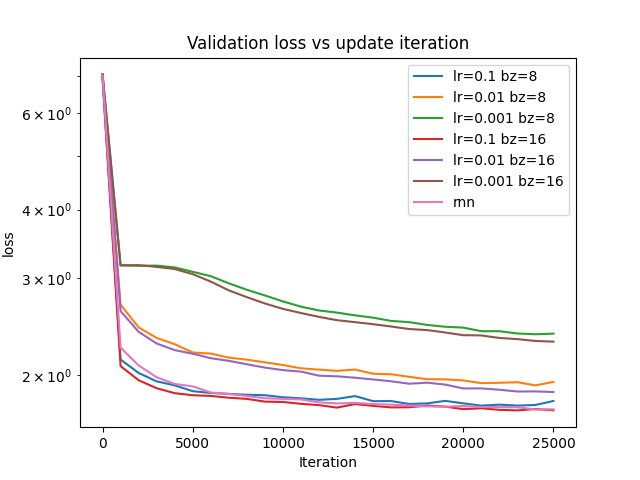 Validation loss vs update iteration
loss
6 × 10⁰
4 × 10⁰
3 × 10⁰
2 × 10⁰
lr=0.1 bz=8
lr=0.01 bz=8
lr=0.001 bz=8
lr=0.1 bz=16
lr=0.01 bz=16
lr=0.001 bz=16
rnn
0 5000 10000 15000 20000 25000
Iteration